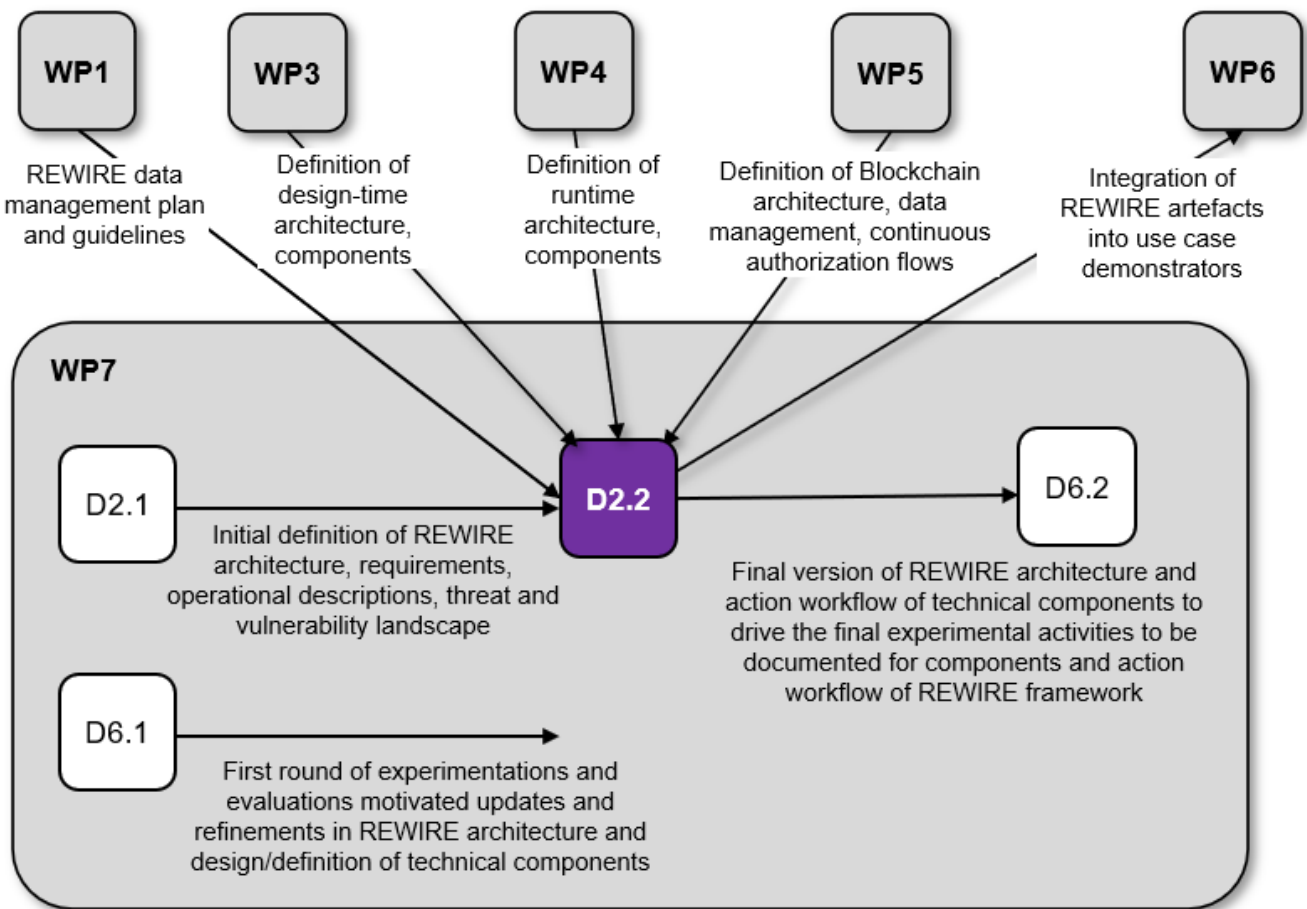 WP1
WP3
WP4
WP5
WP6
REWIRE data
management plan
and guidelines
Definition of
design-time
architecture,
components
Definition of
runtime
architecture,
components
Definition of Blockchain
architecture, data
management, continuous
authorization flows
Integration of
REWIRE artefacts
into use case
demonstrators
WP7
D2.1
Initial definition of REWIRE
architecture, requirements,
operational descriptions, threat and
vulnerability landscape
D2.2
D6.2
Final version of REWIRE architecture and
action workflow of technical components to
drive the final experimental activities to be
documented for components and action
workflow of REWIRE framework
D6.1
First round of experimentations and
evaluations motivated updates and
refinements in REWIRE architecture and
design/definition of technical components